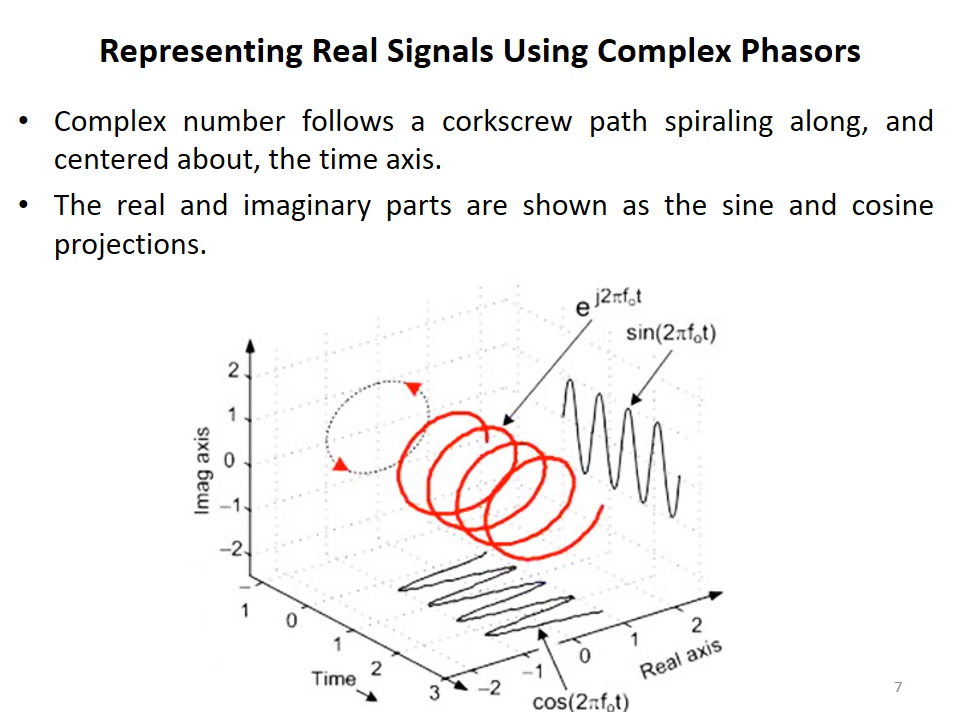 Representing Real Signals Using Complex Phasors
• Complex number follows a corkscrew path spiraling along, and
centered about, the time axis.
• The real and imaginary parts are shown as the sine and cosine
projections.
e^j2πf₀t
sin(2πf₀t)
Imag axis
2
1
0
−1
−2
−
1
0
1
2
3
Time
−2
−1
0
1
2
Real axis
cos(2πf₀t)
7